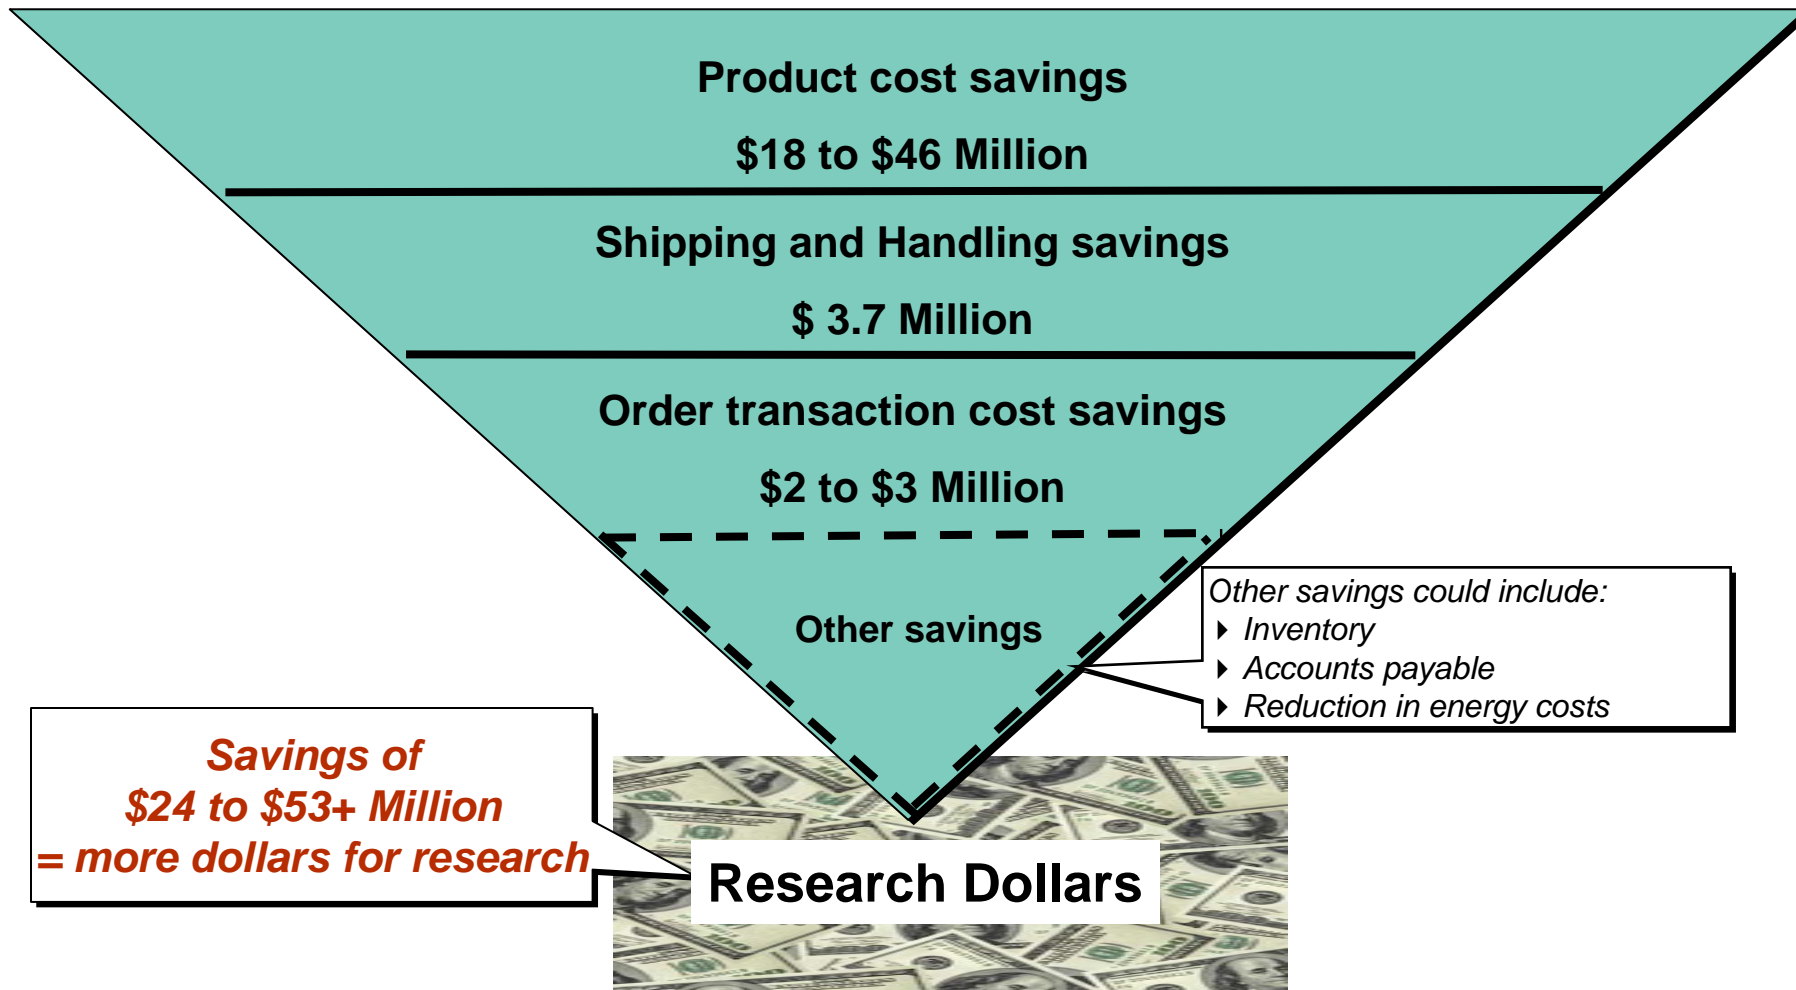 Product cost savings
$18 to $46 Million
Shipping and Handling savings
$ 3.7 Million
Order transaction cost savings
$2 to $3 Million
Other savings
Other savings could include:
Inventory
Accounts payable
Reduction in energy costs
Savings of
$24 to $53+ Million
= more dollars for research
Research Dollars